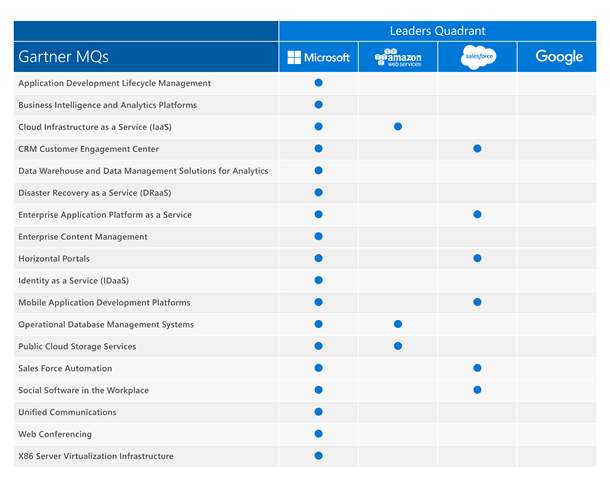 Leaders Quadrant
Gartner MQs
Microsoft
amazon
web services
salesforce
Google
Application Development Lifecycle Management
Business Intelligence and Analytics Platforms
Cloud Infrastructure as a Service (IaaS)
CRM Customer Engagement Center
Data Warehouse and Data Management Solutions for Analytics
Disaster Recovery as a Service (DRaaS)
Enterprise Application Platform as a Service
Enterprise Content Management
Horizontal Portals
Identity as a Service (IDaaS)
Mobile Application Development Platforms
Operational Database Management Systems
Public Cloud Storage Services
Sales Force Automation
Social Software in the Workplace
Unified Communications
Web Conferencing
X86 Server Virtualization Infrastructure